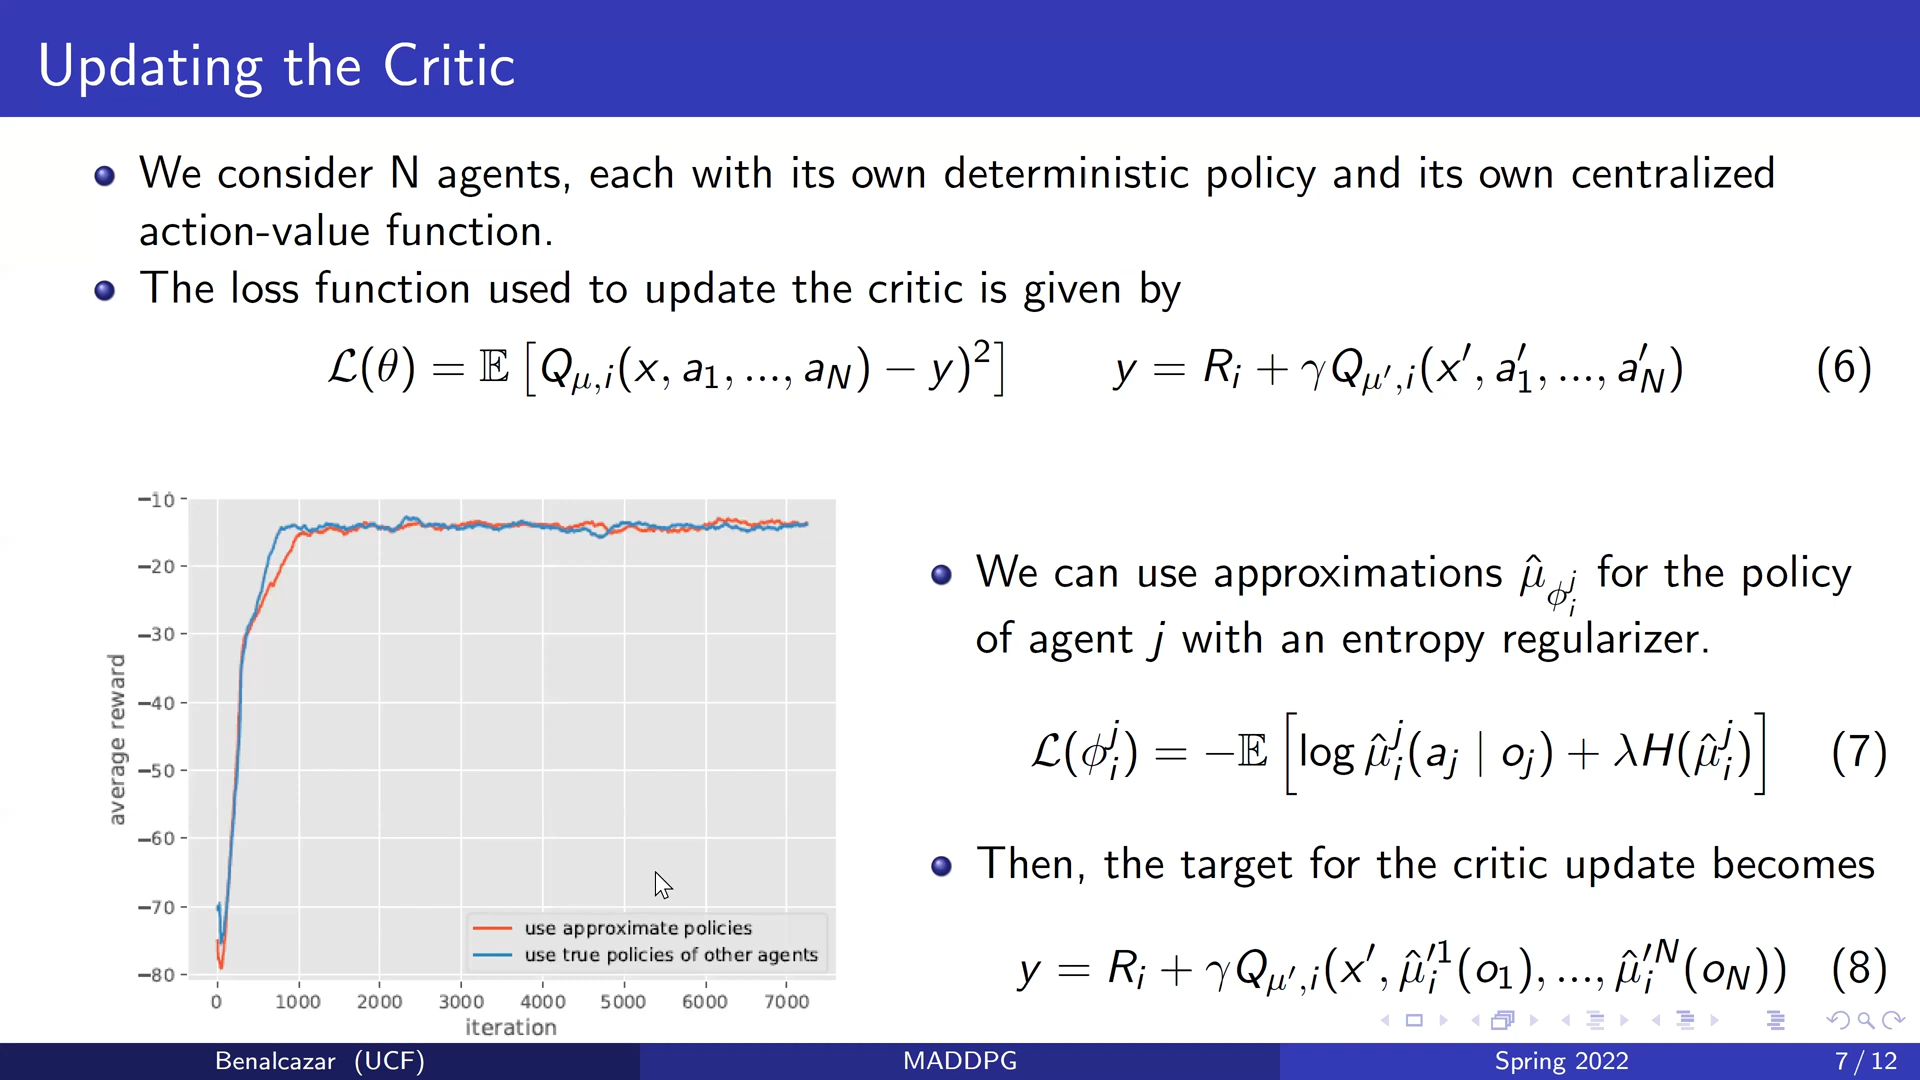 Updating the Critic
We consider N agents, each with its own deterministic policy and its own centralized
action-value function.
The loss function used to update the critic is given by
ℒ(θ) = 𝔼 [Q_{μ,i}(x, a_1, ..., a_N) − y)^2]    y = R_i + γQ_{μ′,i}(x′, a′_1, ..., a′_N)    (6)
−10
−20
−30
−40
−50
−60
−70
−80
average reward
use approximate policies
use true policies of other agents
0 1000 2000 3000 4000 5000 6000 7000
iteration
We can use approximations μ̂_{ϕ_i^j} for the policy
of agent j with an entropy regularizer.
ℒ(ϕ_i^j) = −𝔼 [log μ̂_i^j(a_j | o_j) + λH(μ̂_i^j)]    (7)
Then, the target for the critic update becomes
y = R_i + γQ_{μ′,i}(x′, μ̂_i^{′1}(o_1), ..., μ̂_i^{′N}(o_N))    (8)
Benalcazar (UCF) MADDPG Spring 2022 7 / 12